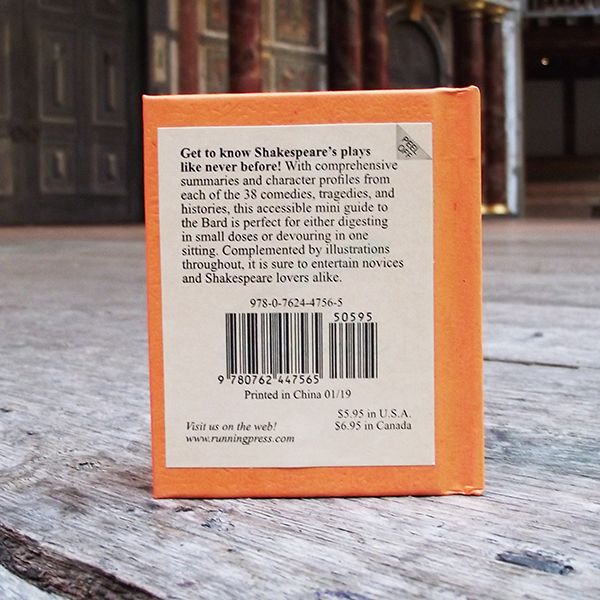 PEEL
OFF
Get to know Shakespeare's plays
like never before! With comprehensive
summaries and character profiles from
each of the 38 comedies, tragedies, and
histories, this accessible mini guide to
the Bard is perfect for either digesting
in small doses or devouring in one
sitting. Complemented by illustrations
throughout, it is sure to entertain novices
and Shakespeare lovers alike.
978-0-7624-4756-5
50595
9 780762 447565
Printed in China 01/19
$5.95 in U.S.A.
$6.95 in Canada
Visit us on the web!
www.runningpress.com